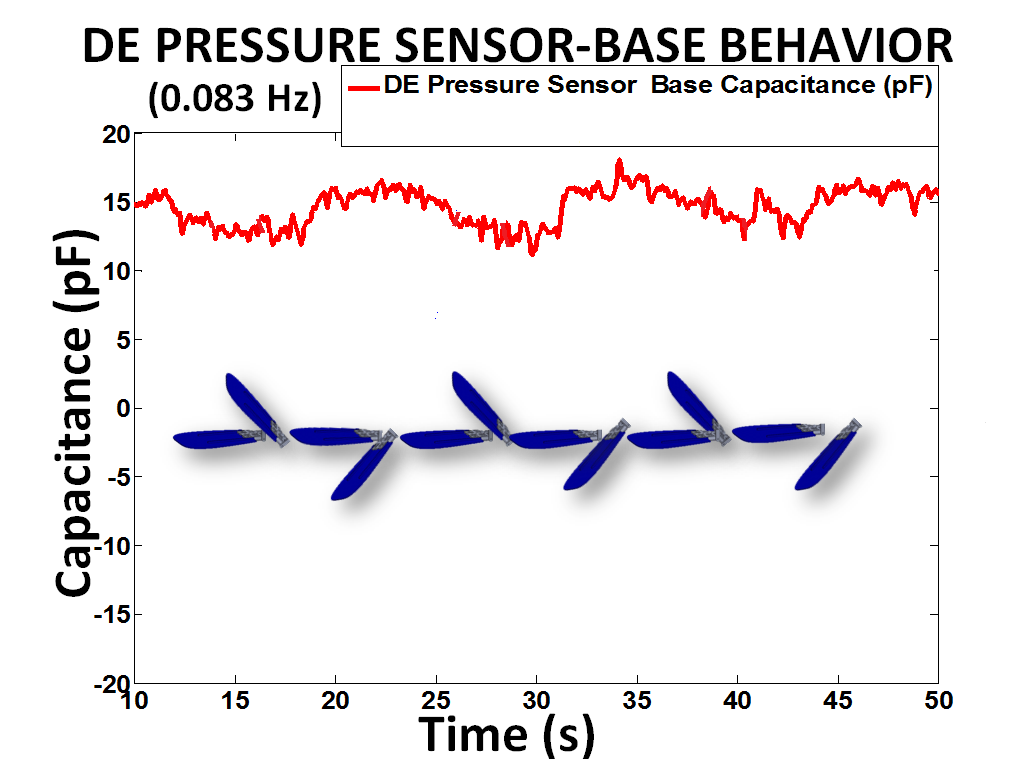 DE PRESSURE SENSOR-BASE BEHAVIOR
(0.083 Hz)
DE Pressure Sensor  Base Capacitance (pF)
Capacitance (pF)
20
15
10
5
0
-5
-10
-15
-20
10 15 20 25 30 35 40 45 50
Time (s)